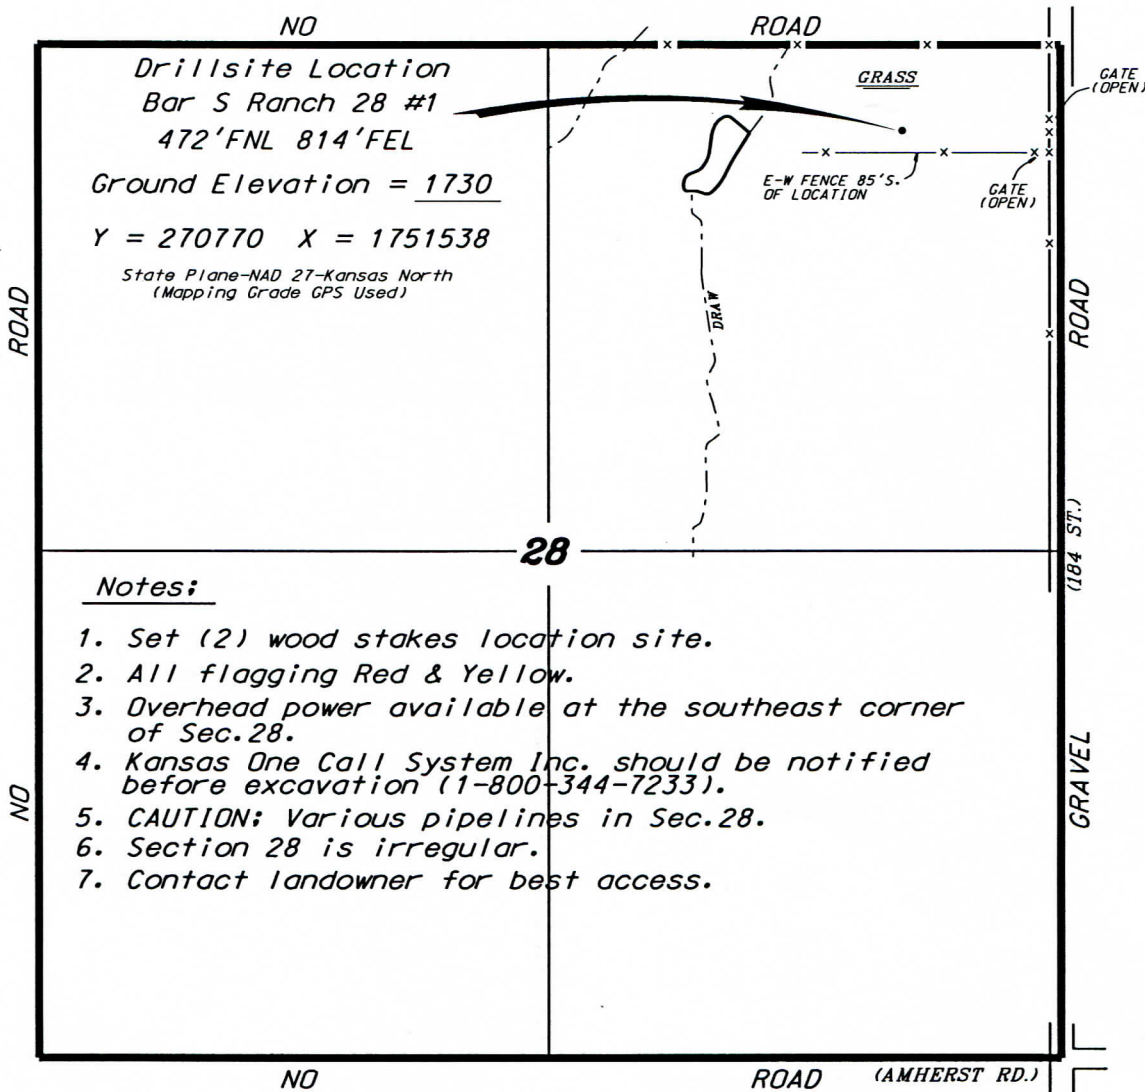 NO ROAD
Drillsite Location
Bar S Ranch 28 #1
472'FNL 814'FEL
Ground Elevation = 1730
Y = 270770 X = 1751538
State Plane-NAD 27-Kansas North
(Mapping Grade GPS Used)
GRASS
GATE
(OPEN)
E-W FENCE 85'S.
OF LOCATION
GATE
(OPEN)
DRAW
ROAD
NO
ROAD
(184 ST.)
GRAVEL
28
Notes:
1. Set (2) wood stakes location site.
2. All flagging Red & Yellow.
3. Overhead power available at the southeast corner
of Sec.28.
4. Kansas One Call System Inc. should be notified
before excavation (1-800-344-7233).
5. CAUTION: Various pipelines in Sec.28.
6. Section 28 is irregular.
7. Contact landowner for best access.
NO ROAD (AMHERST RD.)